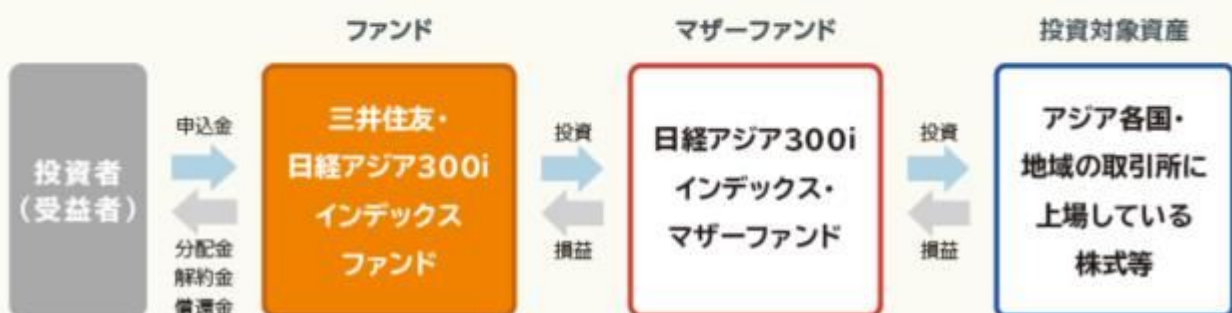 ファンド
マザーファンド
投資対象資産
投資者
(受益者)
申込金
分配金
解約金
償還金
三井住友・
日経アジア300i
インデックス
ファンド
投資
損益
日経アジア300i
インデックス・
マザーファンド
投資
損益
アジア各国・
地域の取引所に
上場している
株式等